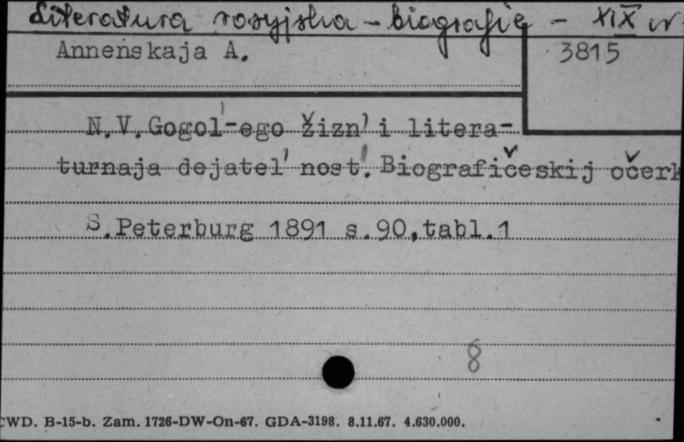 Literatura rosyjska - biografie - XIX w.
Annenskaja A.
3815
N.V.Gogol'-ego žizn' i litera-
turnaja dejatel'nost'. Biografičeskij očerk
S.Peterburg 1891 s.90,tabl.1
8
CWD. B-15-b. Zam. 1726-DW-On-67. GDA-3198. 8.11.67. 4.630.000.